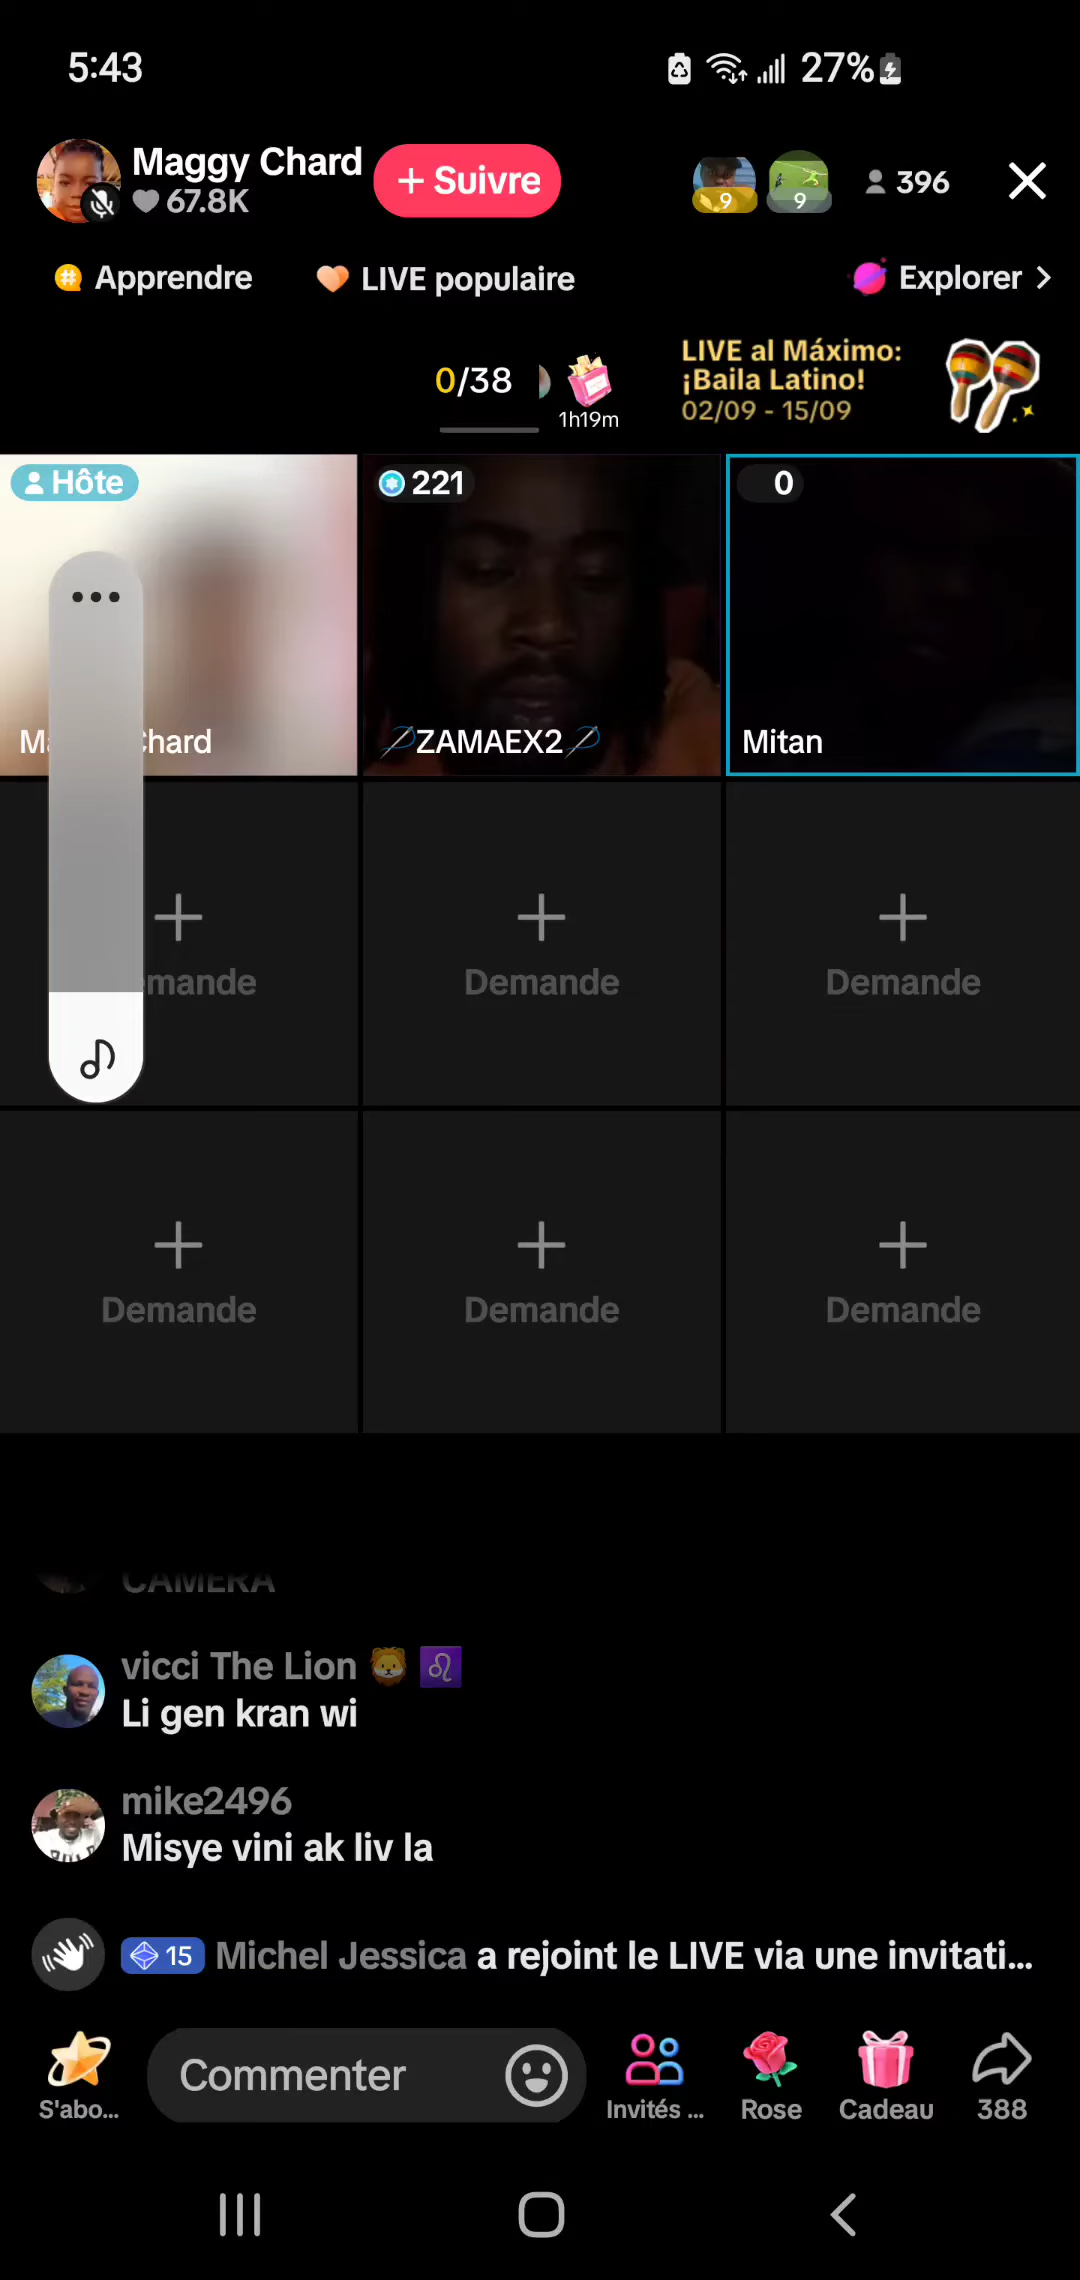 5:43
27%
Maggy Chard
67.8K
+ Suivre
9
9
396
Apprendre
LIVE populaire
Explorer
0/38
1h19m
LIVE al Máximo:
¡Baila Latino!
02/09 - 15/09
Hôte
221
0
Ma
hard
ZAMAEX2
Mitan
mande
Demande
Demande
Demande
Demande
Demande
CAMERA
vicci The Lion
Li gen kran wi
mike2496
Misye vini ak liv la
15 Michel Jessica a rejoint le LIVE via une invitati...
S'abo...
Commenter
Invités ...
Rose
Cadeau
388